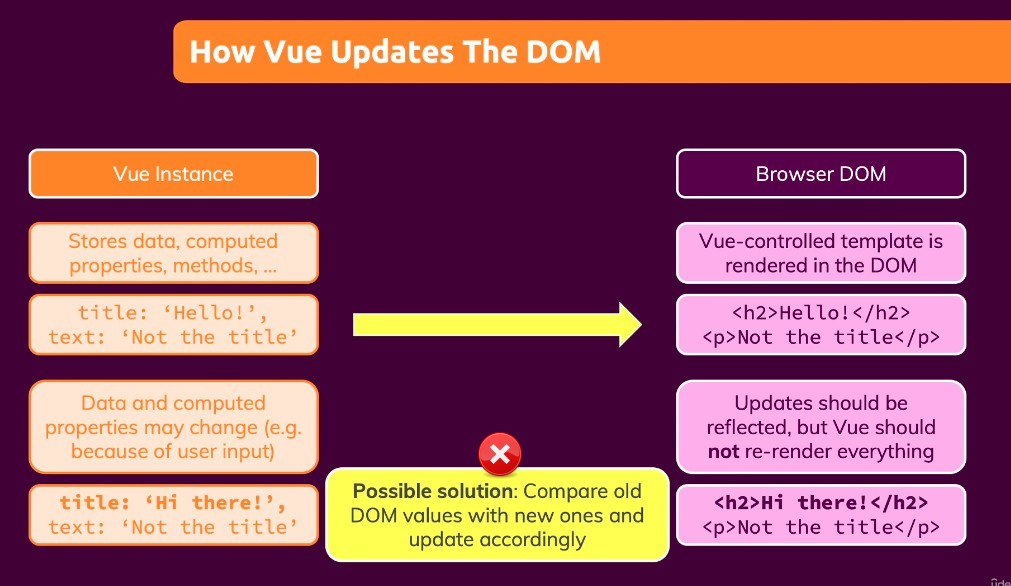 How Vue Updates The DOM
Vue Instance
Browser DOM
Stores data, computed
properties, methods, ...
Vue-controlled template is
rendered in the DOM
title: ‘Hello!’,
text: ‘Not the title’
<h2>Hello!</h2>
<p>Not the title</p>
Data and computed
properties may change (e.g.
because of user input)
Updates should be
reflected, but Vue should
not re-render everything
Possible solution: Compare old
DOM values with new ones and
update accordingly
title: ‘Hi there!’,
text: ‘Not the title’
<h2>Hi there!</h2>
<p>Not the title</p>